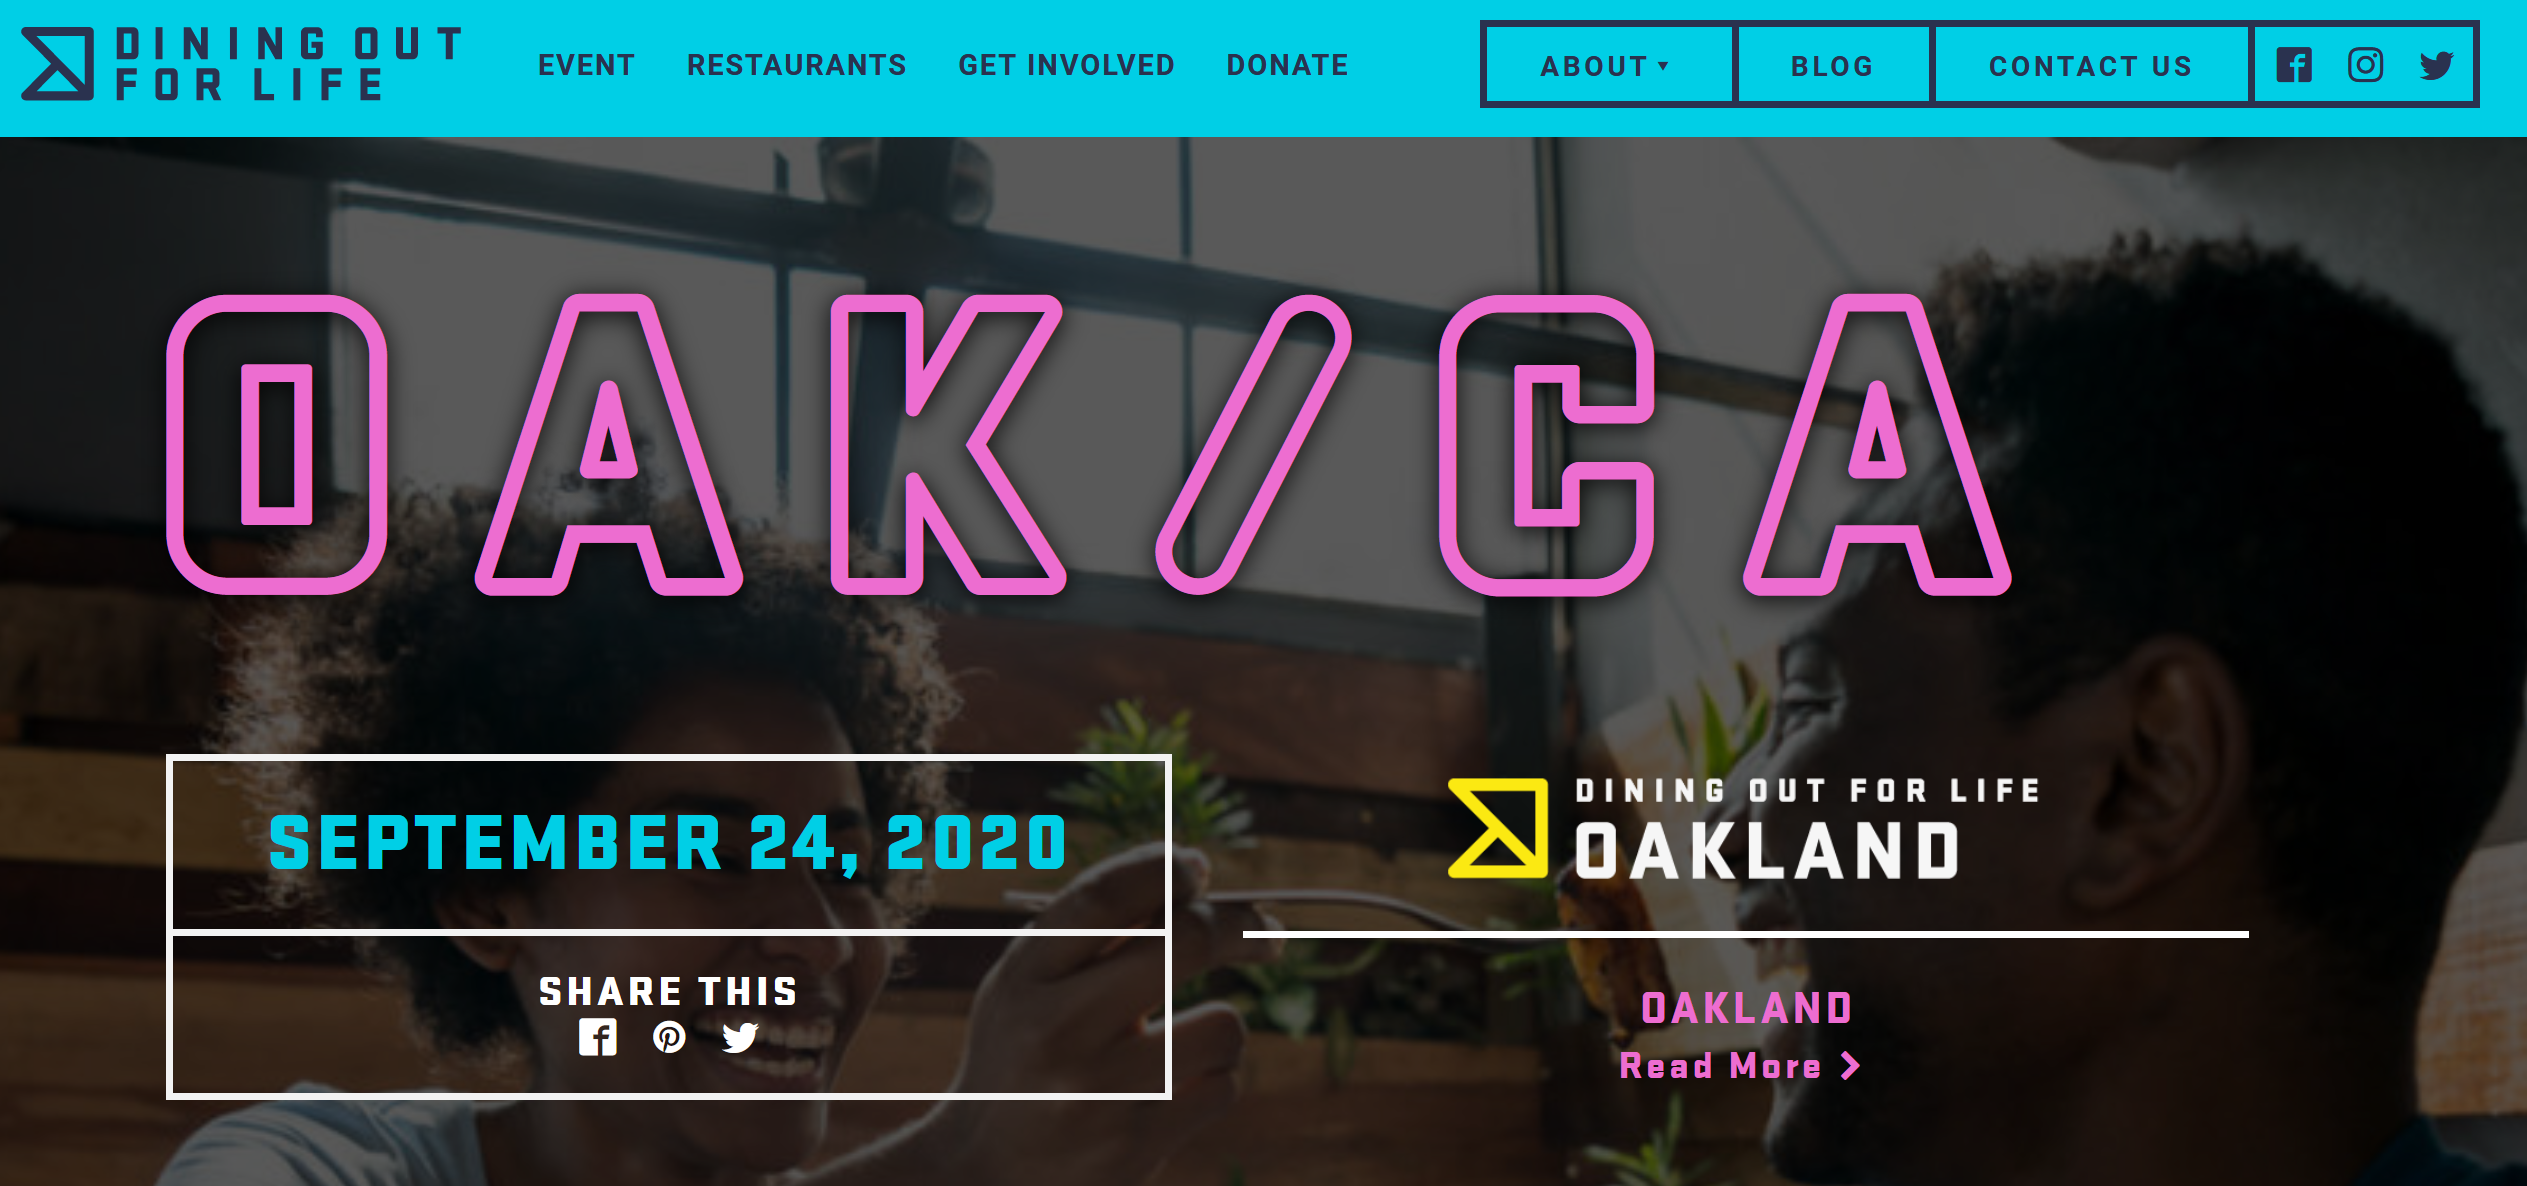 DINING OUT
FOR LIFE
EVENT RESTAURANTS GET INVOLVED DONATE
ABOUT ▾ BLOG CONTACT US
OAK/CA
SEPTEMBER 24, 2020
SHARE THIS
DINING OUT FOR LIFE
OAKLAND
OAKLAND
Read More